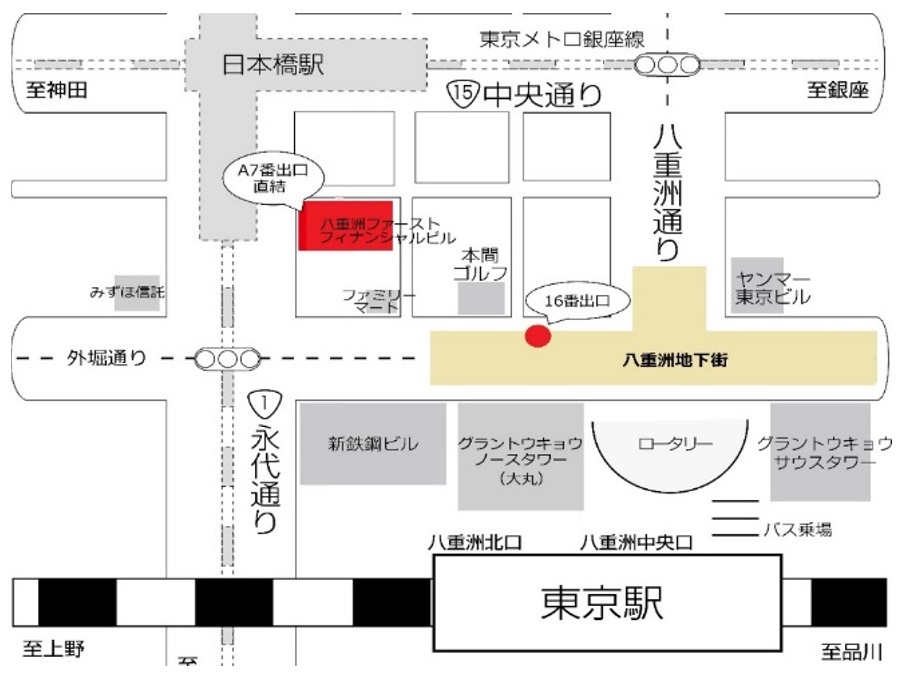 東京メトロ銀座線
日本橋駅
至神田
15 中央通り
至銀座
八重洲通り
A7番出口
直結
八重洲ファースト
フィナンシャルビル
本間
ゴルフ
みずほ信託
ファミリー
マート
16番出口
ヤンマー
東京ビル
外堀通り
八重洲地下街
1
永代通り
新鉄鋼ビル
グラントウキョウ
ノースタワー
（大丸）
ロータリー
グラントウキョウ
サウスタワー
バス乗場
八重洲北口
八重洲中央口
東京駅
至上野
至
至品川